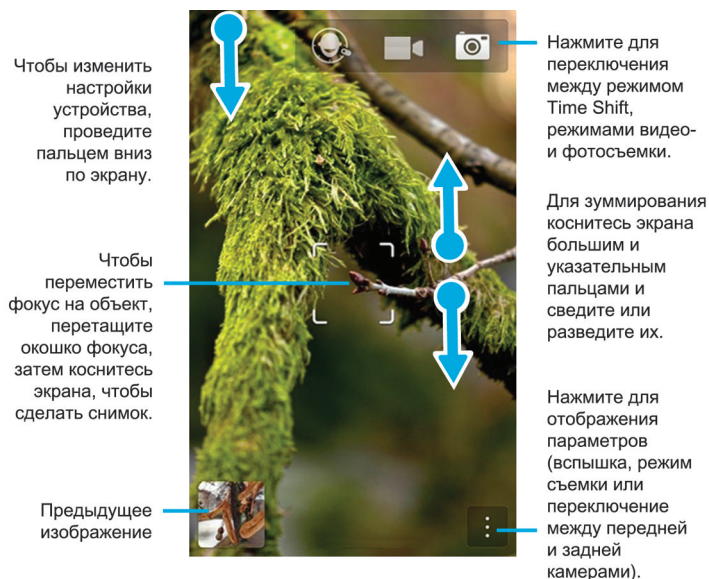 Чтобы изменить
настройки
устройства,
проведите
пальцем вниз
по экрану.
Чтобы
переместить
фокус на объект,
перетащите
окошко фокуса,
затем коснитесь
экрана, чтобы
сделать снимок.
Предыдущее
изображение
Нажмите для
переключения
между режимом
Time Shift,
режимами видео-
и фотосъемки.
Для зуммирования
коснитесь экрана
большим и
указательным
пальцами и
сведите или
разведите их.
Нажмите для
отображения
параметров
(вспышка, режим
съемки или
переключение
между передней
и задней
камерами).